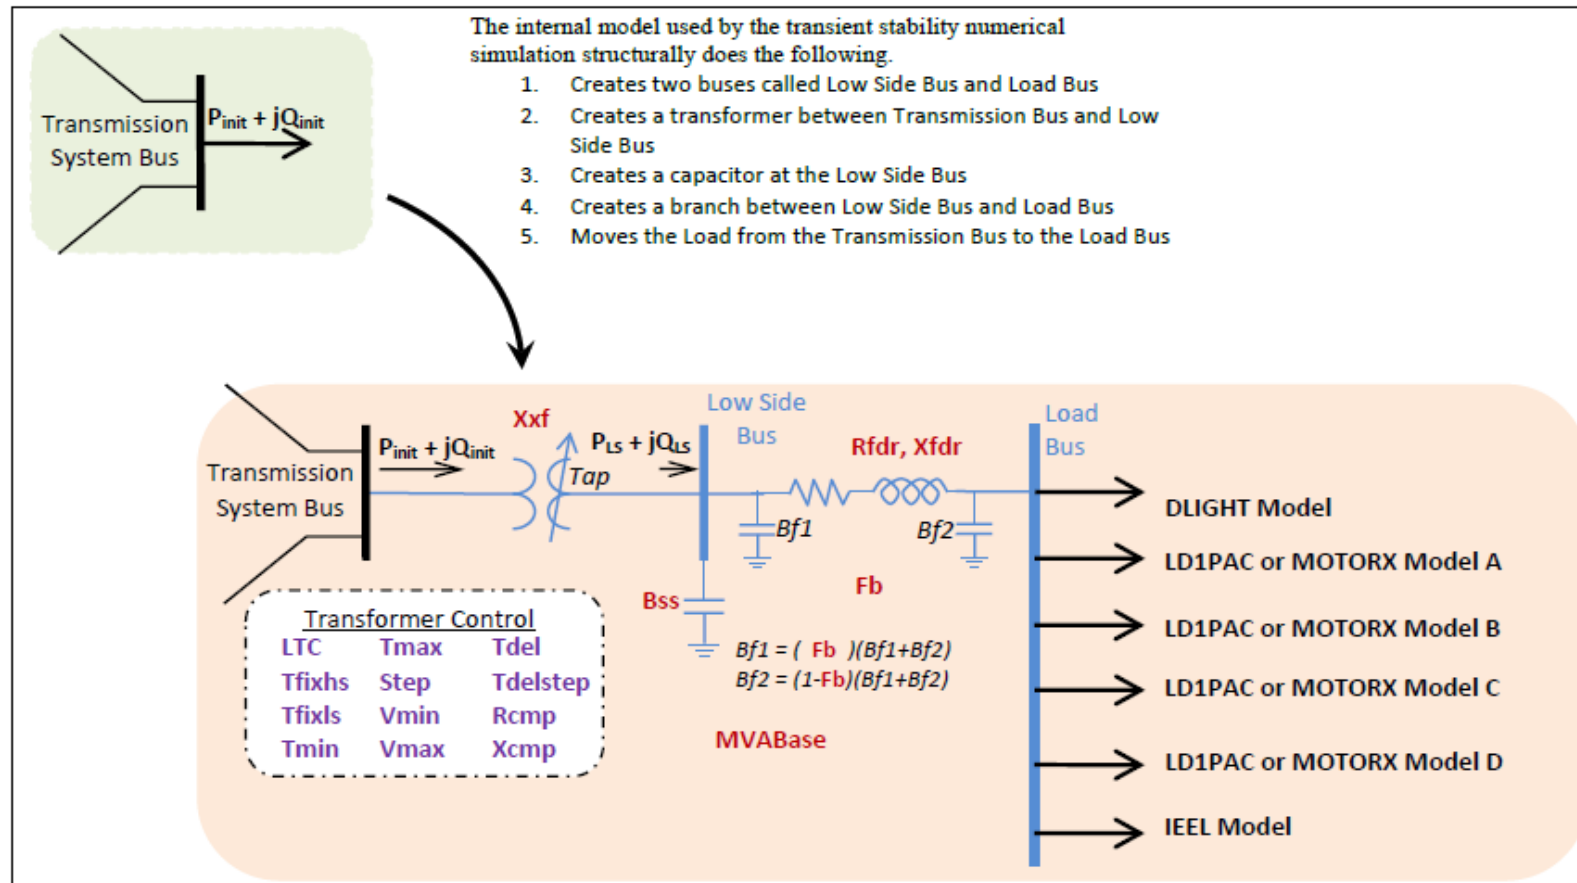 The internal model used by the transient stability numerical
simulation structurally does the following.
1. Creates two buses called Low Side Bus and Load Bus
2. Creates a transformer between Transmission Bus and Low
Side Bus
3. Creates a capacitor at the Low Side Bus
4. Creates a branch between Low Side Bus and Load Bus
5. Moves the Load from the Transmission Bus to the Load Bus
Transmission
System Bus
Pinit + jQinit
Transmission
System Bus
Pinit + jQinit
Xxf
Tap
PLS + jQLS
Low Side
Bus
Rfdr, Xfdr
Load
Bus
Bf1
Bf2
Bss
Fb
Bf1 = ( Fb )(Bf1+Bf2)
Bf2 = (1-Fb)(Bf1+Bf2)
MVABase
Transformer Control
LTC Tmax Tdel
Tfixhs Step Tdelstep
Tfixls Vmin Rcmp
Tmin Vmax Xcmp
DLIGHT Model
LD1PAC or MOTORX Model A
LD1PAC or MOTORX Model B
LD1PAC or MOTORX Model C
LD1PAC or MOTORX Model D
IEEL Model